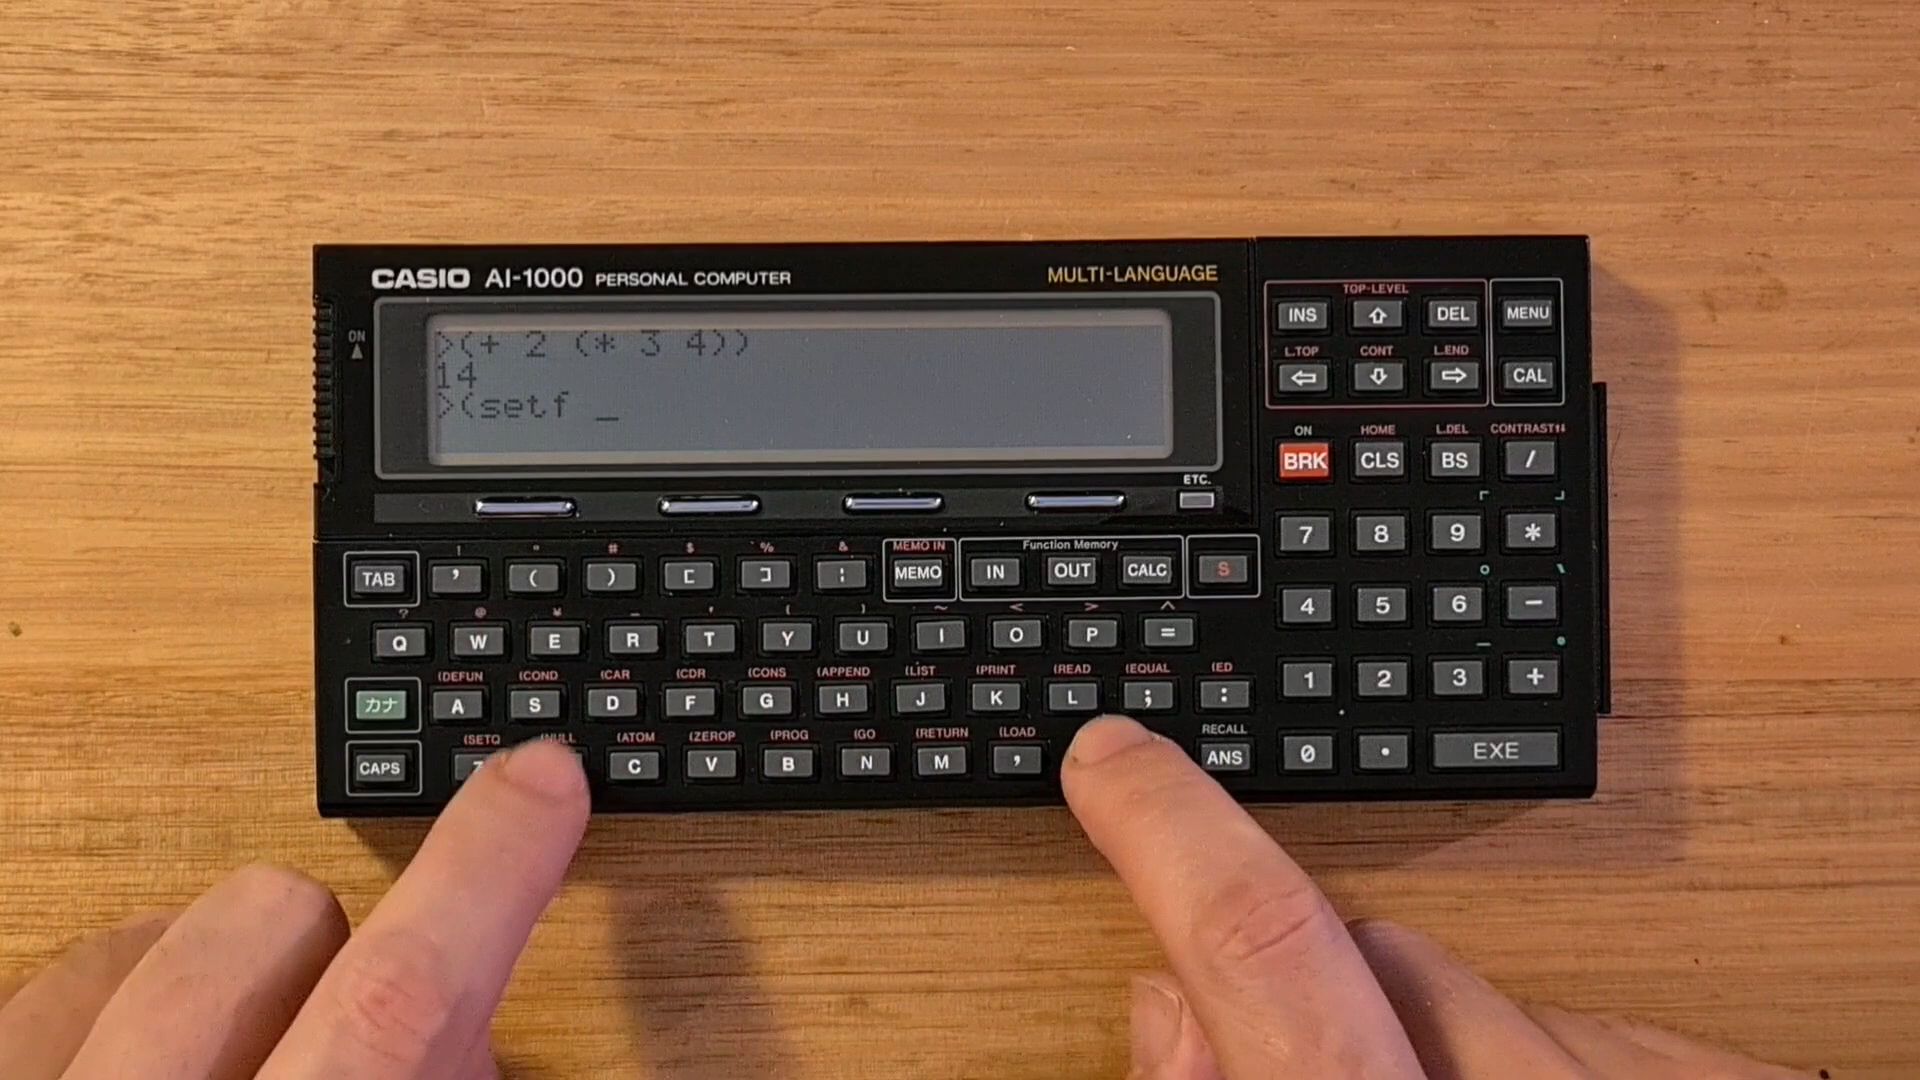 CASIO AI-1000 PERSONAL COMPUTER MULTI-LANGUAGE
ON
>(+ 2 (* 3 4))
14
>(setf _
ETC.
TOP-LEVEL
INS DEL MENU
L.TOP CONT L.END
CAL
ON HOME L.DEL CONTRAST
BRK CLS BS /
7 8 9 *
4 5 6 −
1 2 3 +
0 . EXE
! " # $ % & MEMO IN Function Memory
TAB ' ( ) [ ] | MEMO IN OUT CALC S
? @ ¥ _ ' { } ~ < > ^
Q W E R T Y U I O P =
(DEFUN (COND (CAR (CDR (CONS (APPEND (LIST (PRINT (READ (EQUAL (ED
カナ A S D F G H J K L ; :
(SETQ (NULL (ATOM (ZEROP (PROG (GO (RETURN (LOAD RECALL
CAPS Z C V B N M , ANS